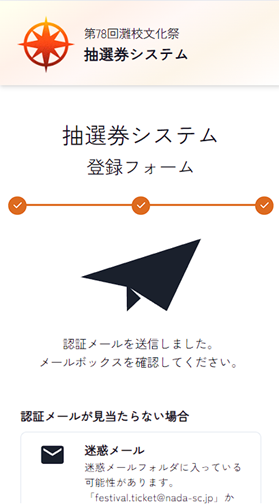 第78回灘校文化祭
抽選券システム
抽選券システム
登録フォーム
認証メールを送信しました。
メールボックスを確認してください。
認証メールが見当たらない場合
迷惑メール
迷惑メールフォルダに入っている
可能性があります。
「festival.ticket@nada-sc.jp」か